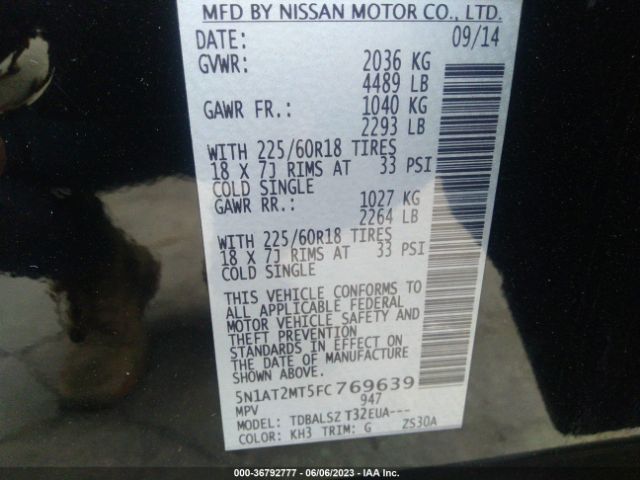 MFD BY NISSAN MOTOR CO., LTD.
DATE: 09/14
GVWR: 2036 KG
4489 LB
GAWR FR.: 1040 KG
2293 LB
WITH 225/60R18 TIRES
18 X 7J RIMS AT 33 PSI
COLD SINGLE
GAWR RR.: 1027 KG
2264 LB
WITH 225/60R18 TIRES
18 X 7J RIMS AT 33 PSI
COLD SINGLE
THIS VEHICLE CONFORMS TO
ALL APPLICABLE FEDERAL
MOTOR VEHICLE SAFETY AND
THEFT PREVENTION
STANDARDS IN EFFECT ON
THE DATE OF MANUFACTURE
SHOWN ABOVE.
5N1AT2MT5FC769639
MPV 947
MODEL: TDBALSZ T32EUA---
COLOR: KH3 TRIM: G ZS30A
000-36792777 - 06/06/2023 - IAA Inc.